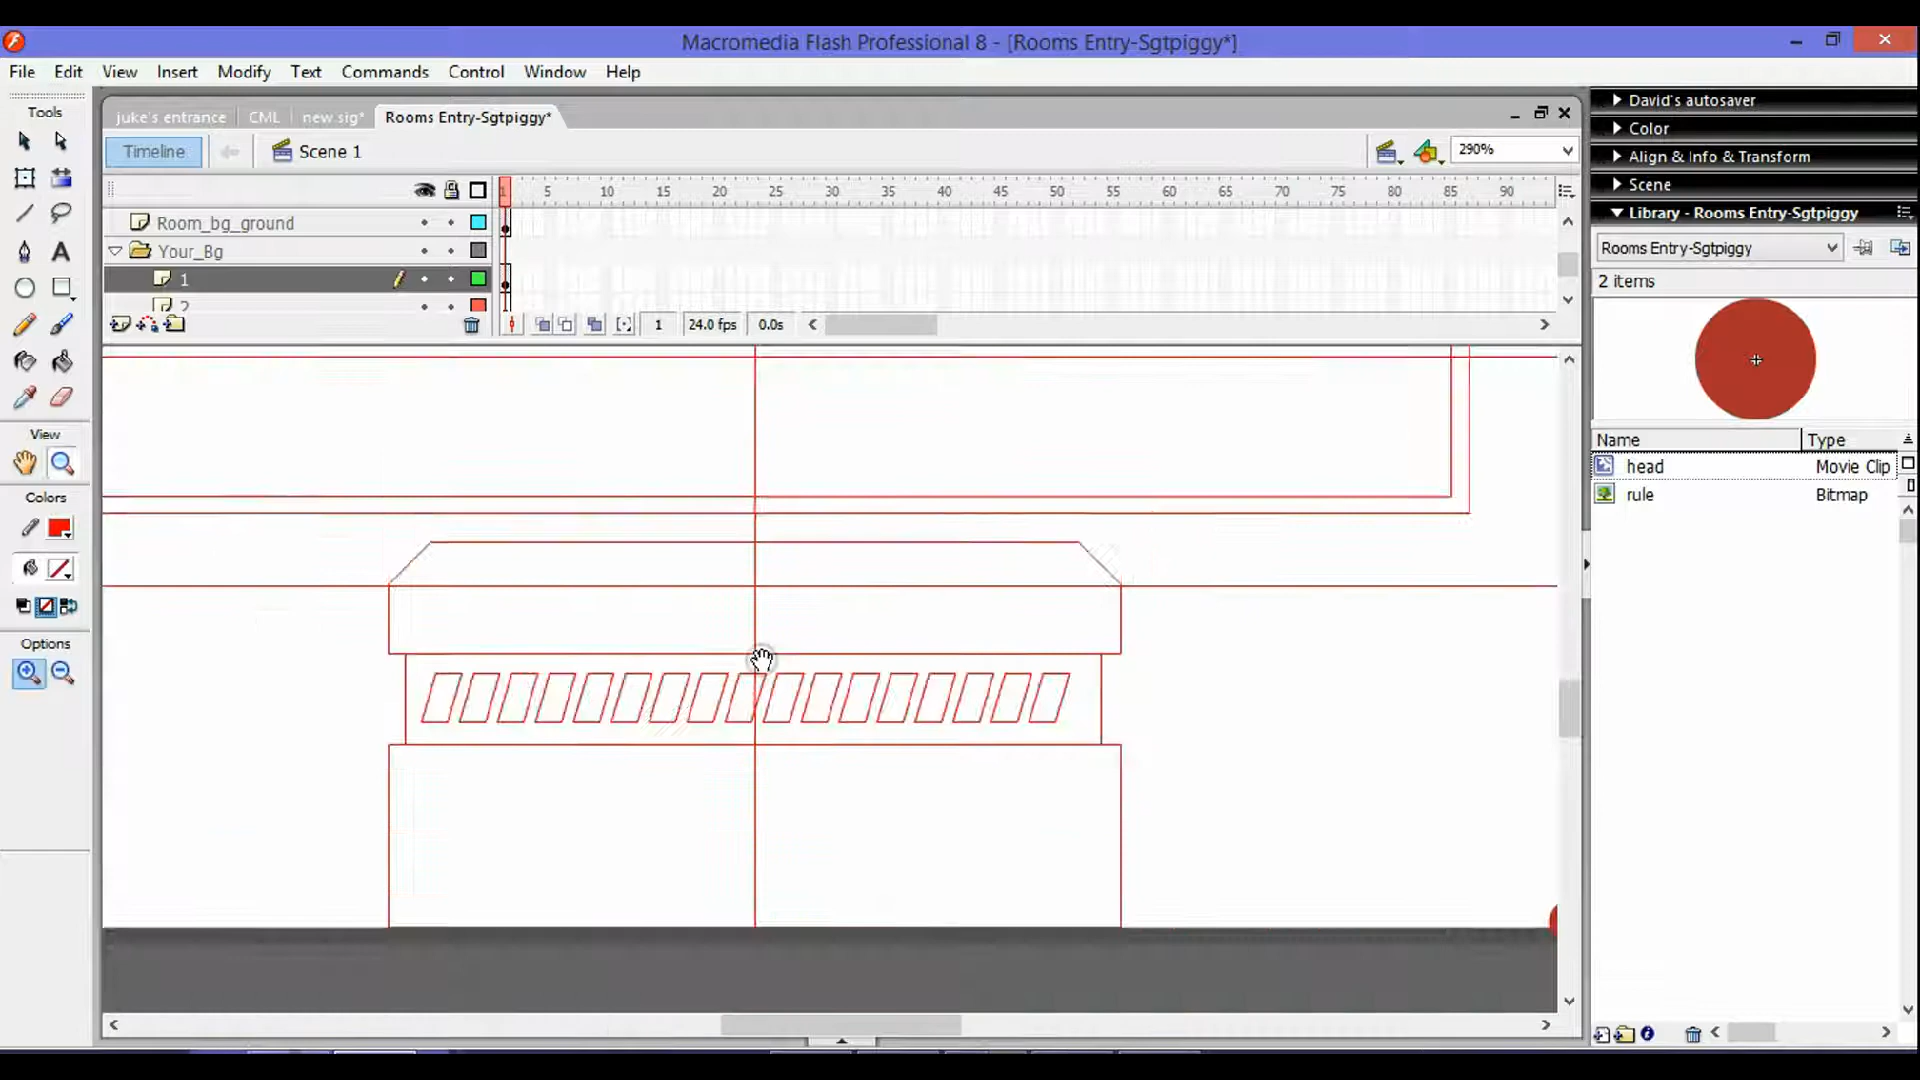 Macromedia Flash Professional 8 - [Rooms Entry-Sgtpiggy*]
File Edit View Insert Modify Text Commands Control Window Help
Tools
juke's entrance CML new sig* Rooms Entry-Sgtpiggy*
Timeline Scene 1 290%
1 5 10 15 20 25 30 35 40 45 50 55 60 65 70 75 80 85 90
Room_bg_ground
Your_Bg
1
2
1 24.0 fps 0.0s
View
Colors
Options
David's autosaver
Color
Align & Info & Transform
Scene
Library - Rooms Entry-Sgtpiggy
Rooms Entry-Sgtpiggy
2 items
Name Type
head Movie Clip
rule Bitmap